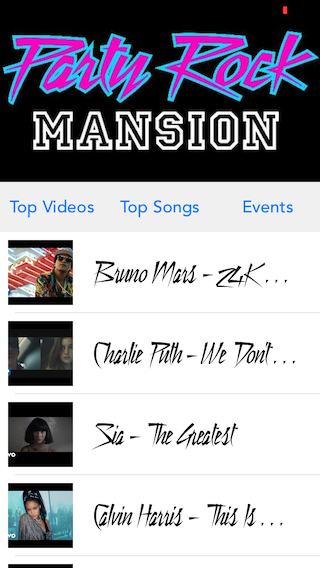 Party Rock
MANSION
Top Videos Top Songs Events
Bruno Mars - 24K ...
Charlie Puth - We Don't ...
Sia - The Greatest
Calvin Harris - This Is ...